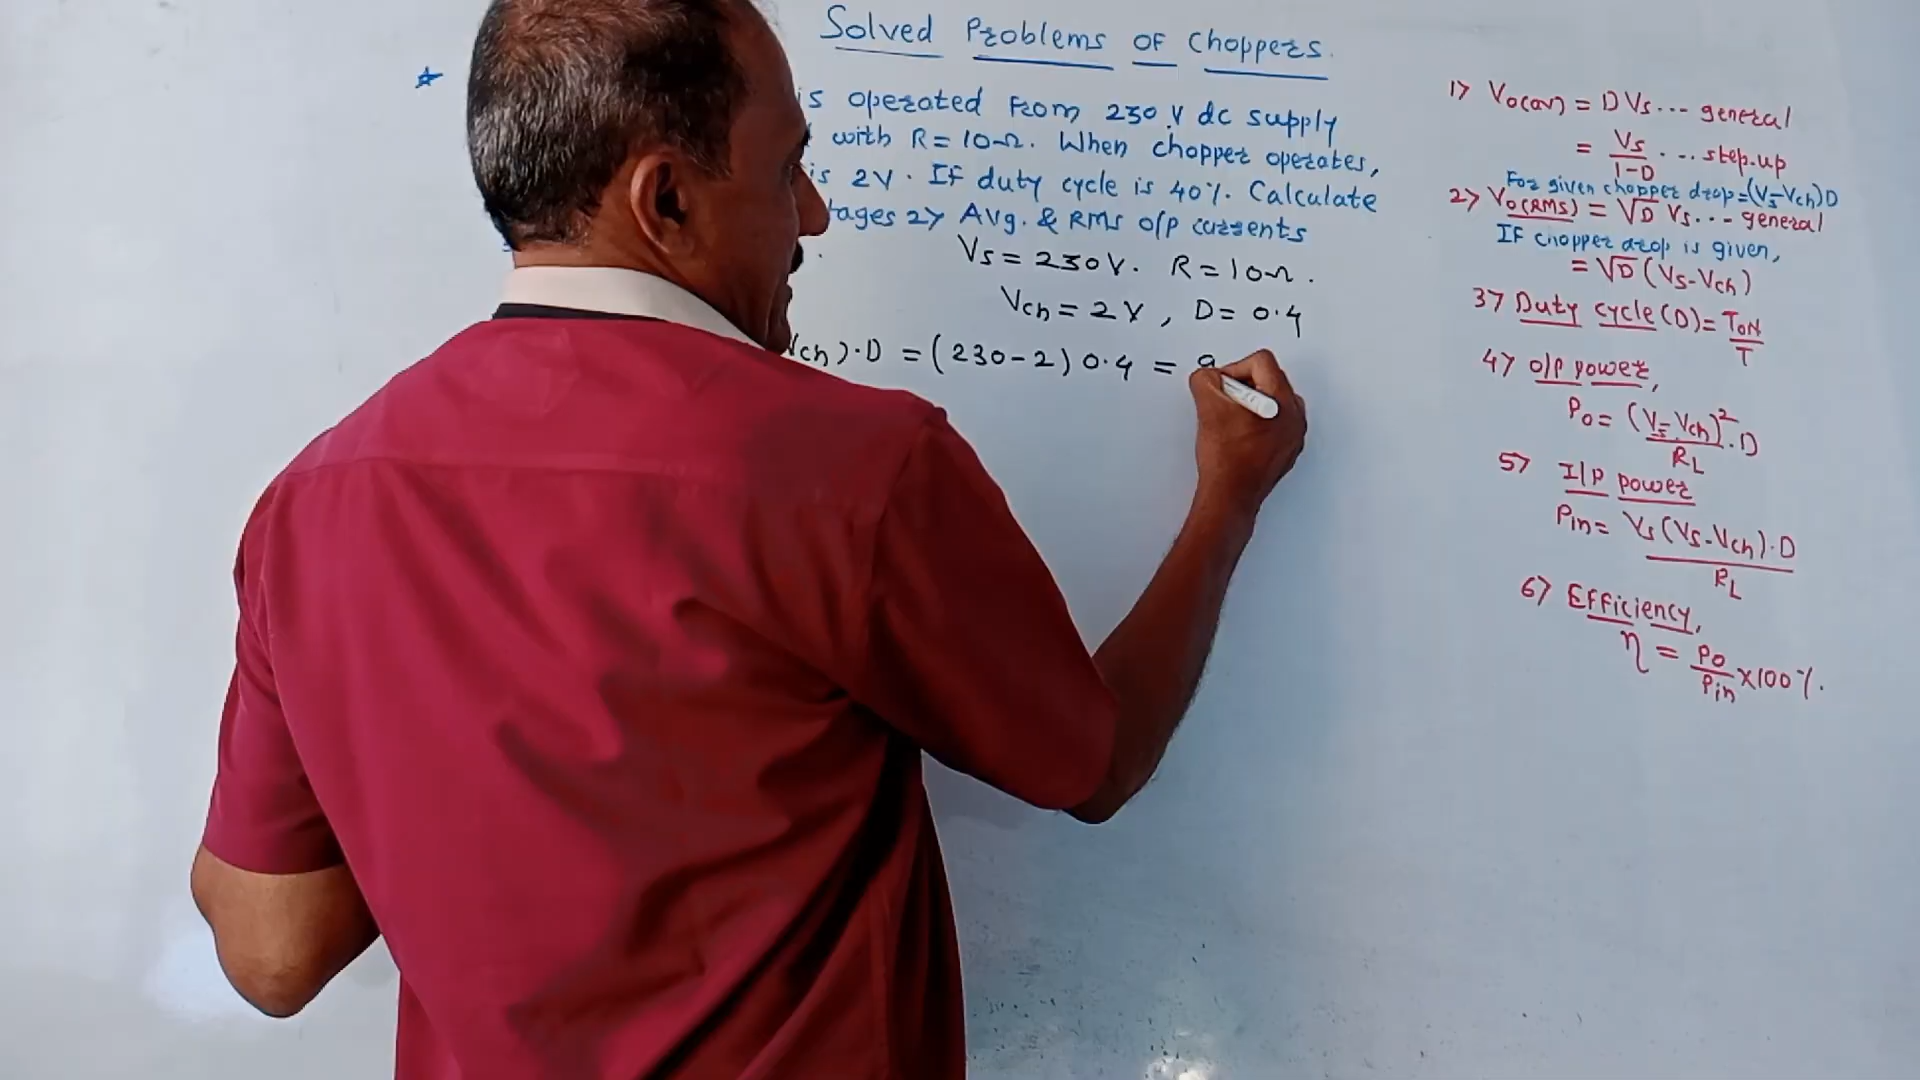 Solved Problems OF Choppers.
is operated From 230 V dc supply
with R = 10Ω. When chopper operates,
is 2V. IF duty cycle is 40%. Calculate
tages 2> Avg. & RMS o/p currents
Vs = 230V. R = 10Ω.
Vch = 2V, D = 0.4
Vch).D = (230-2) 0.4 = 9
1> Vo(av) = DVs... general
= Vs/1-D ... step-up
For given chopper drop = (Vs-Vch)D
2> Vo(RMS) = √D Vs... general
IF chopper drop is given,
= √D (Vs-Vch)
3> Duty cycle (D) = TON/T
4> o/p power,
Po = (Vs-Vch)²/RL .D
5> I/P power
Pin = Vs(Vs-Vch).D/RL
6> Efficiency,
η = Po/Pin ×100%.